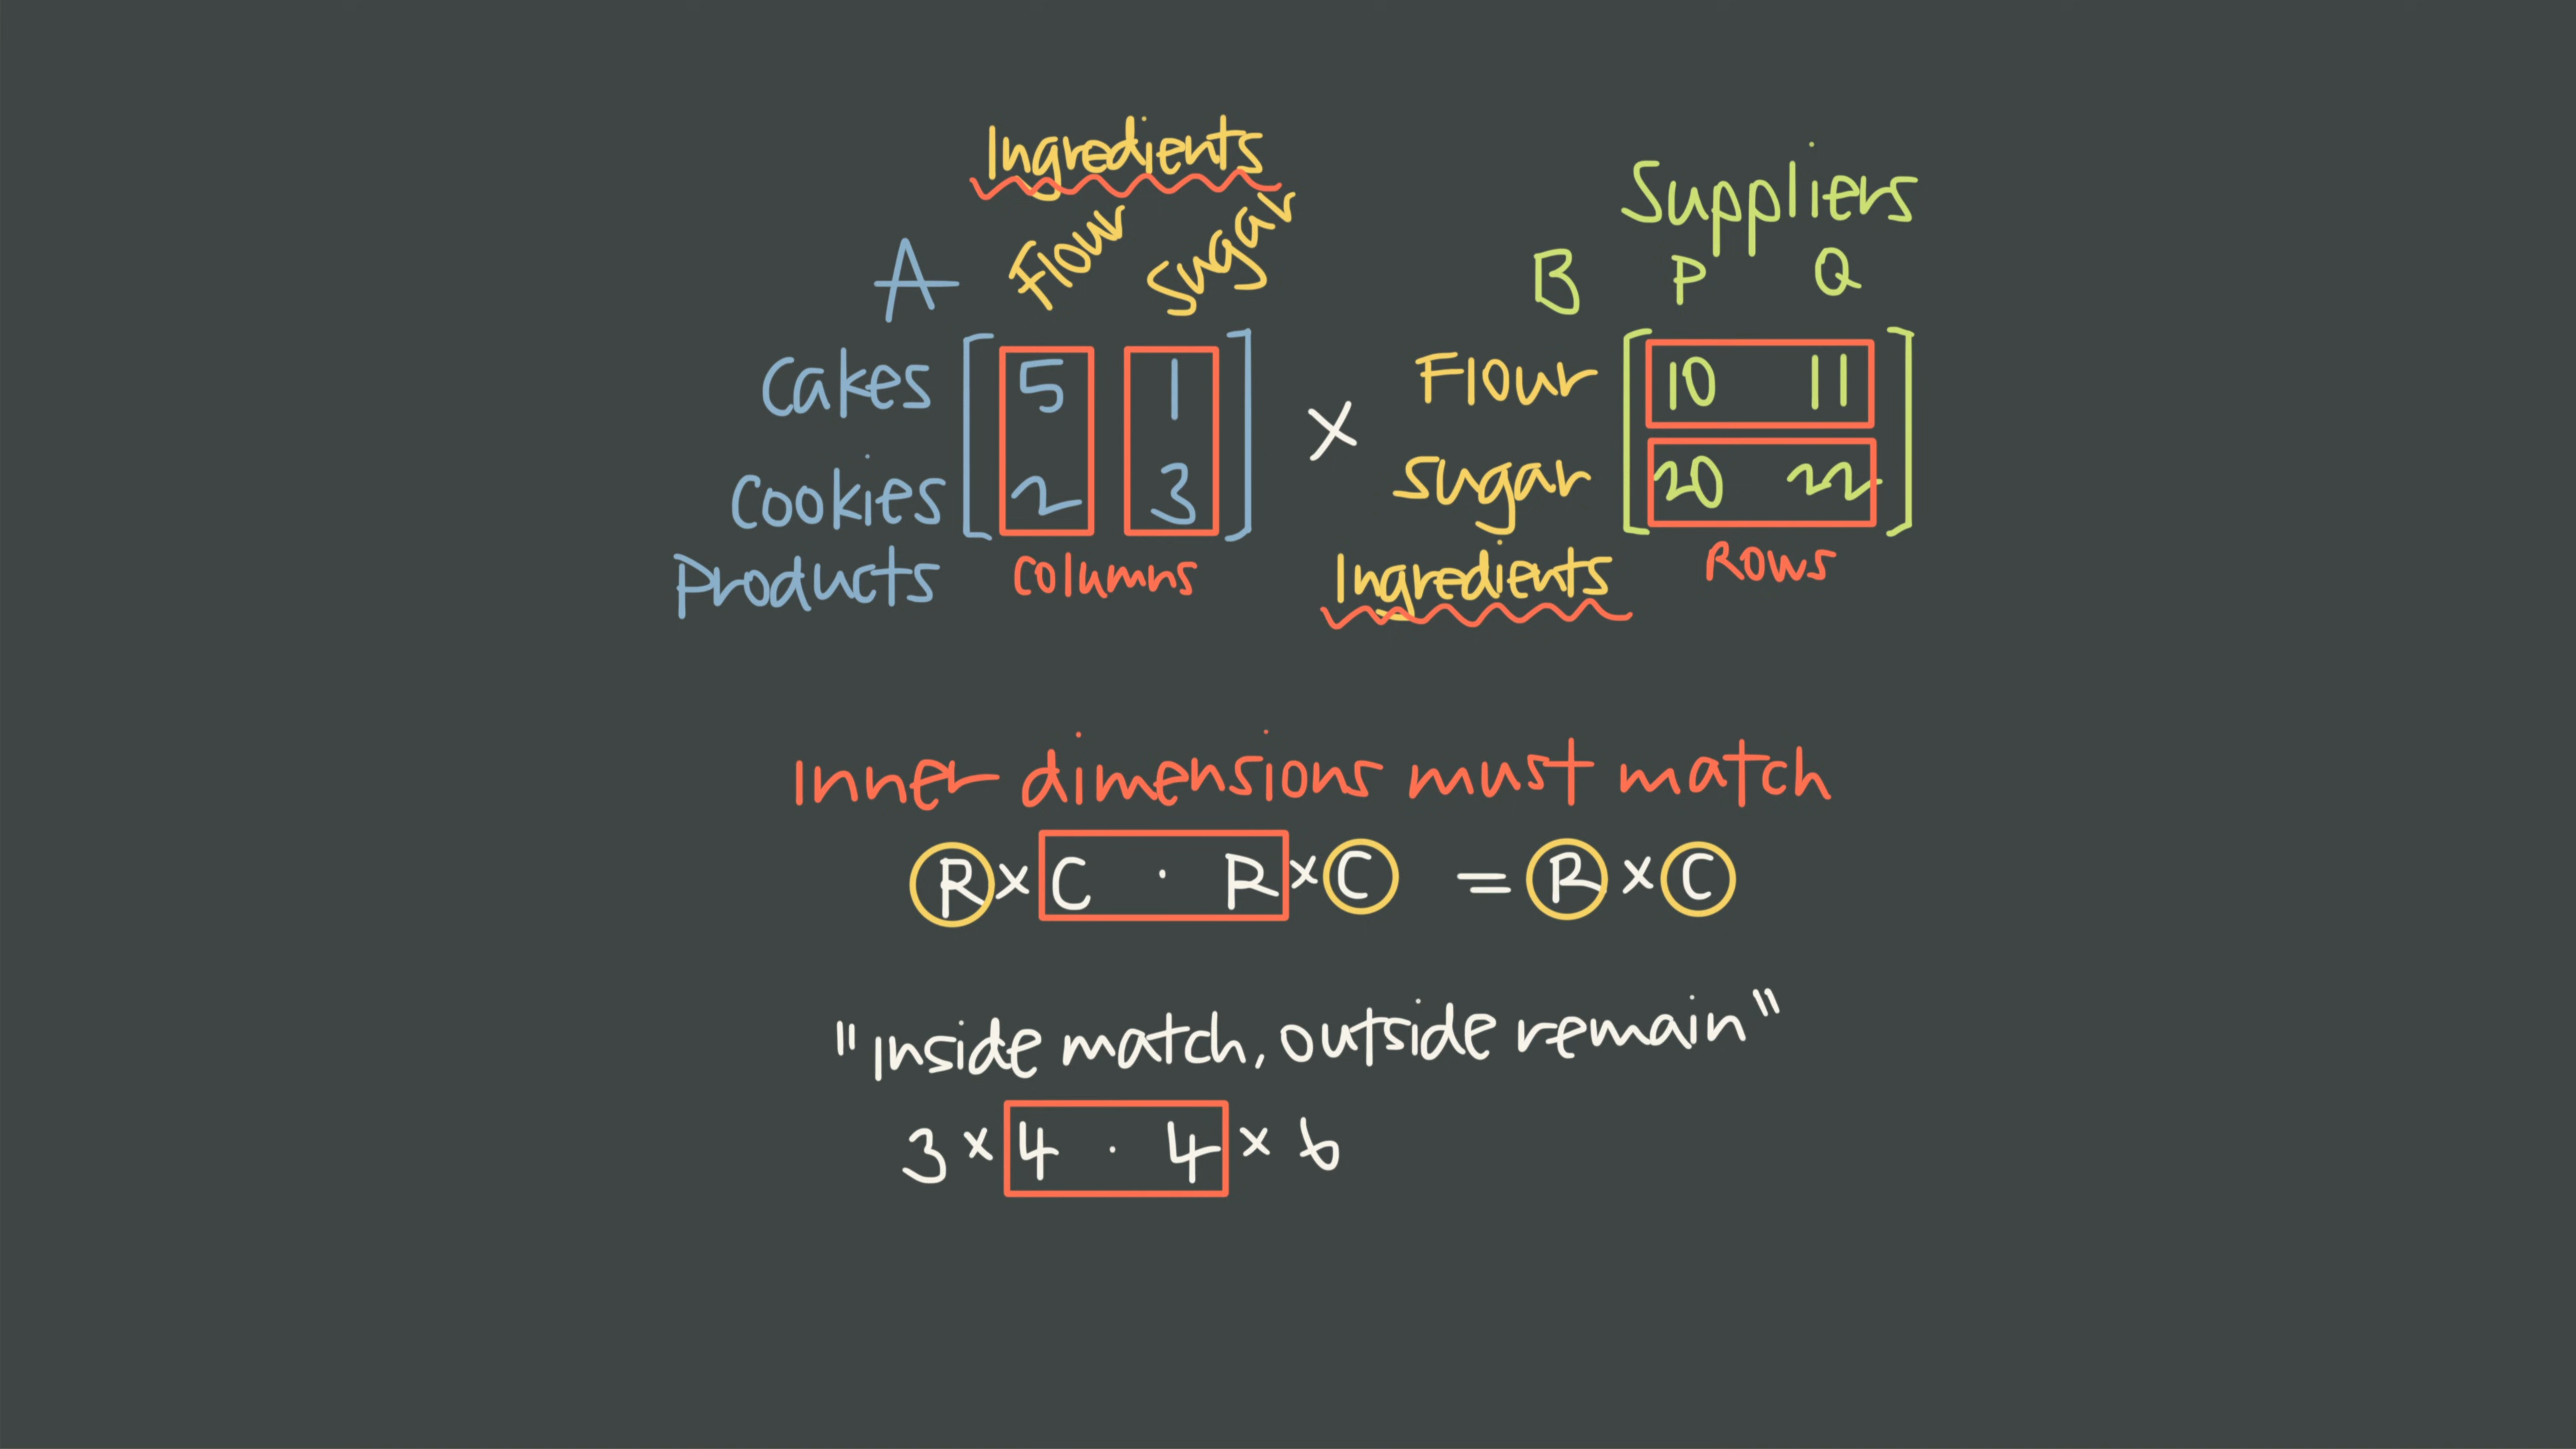 Ingredients
Suppliers
A Flour Sugar
B P Q
Cakes 5 1
×
Flour 10 11
Cookies 2 3
Sugar 20 22
Products
Columns
Ingredients
Rows
Inner dimensions must match
R × C · R × C = R × C
"Inside match, outside remain"
3 × 4 · 4 × 6